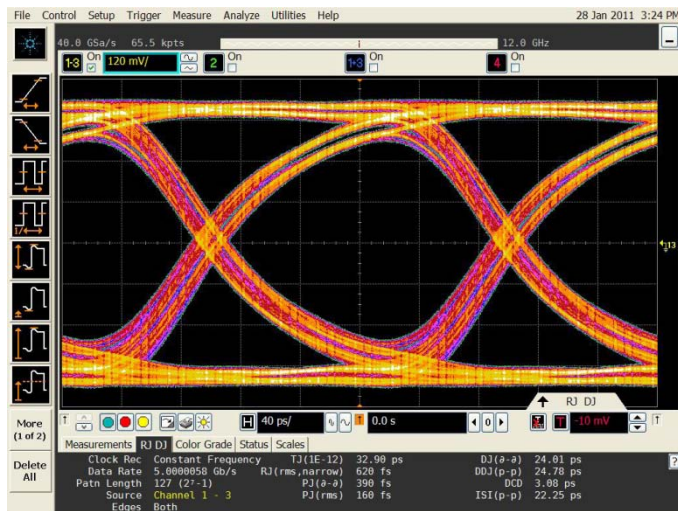 File Control Setup Trigger Measure Analyze Utilities Help 28 Jan 2011 3:24 PM
40.0 GSa/s 65.5 kpts 12.0 GHz
1-3 On 120 mV/ 2 On 1+3 On 4 On
More
(1 of 2)
Delete
All
RJ DJ
H 40 ps/ 0.0 s 0 T -10 mV
Measurements RJ DJ Color Grade Status Scales
Clock Rec Constant Frequency TJ(1E-12) 32.90 ps DJ(∂-∂) 24.01 ps
Data Rate 5.0000058 Gb/s RJ(rms,narrow) 620 fs DDJ(p-p) 24.78 ps
Patn Length 127 (2⁷-1) PJ(∂-∂) 390 fs DCD 3.08 ps
Source Channel 1 - 3 PJ(rms) 160 fs ISI(p-p) 22.25 ps
Edges Both